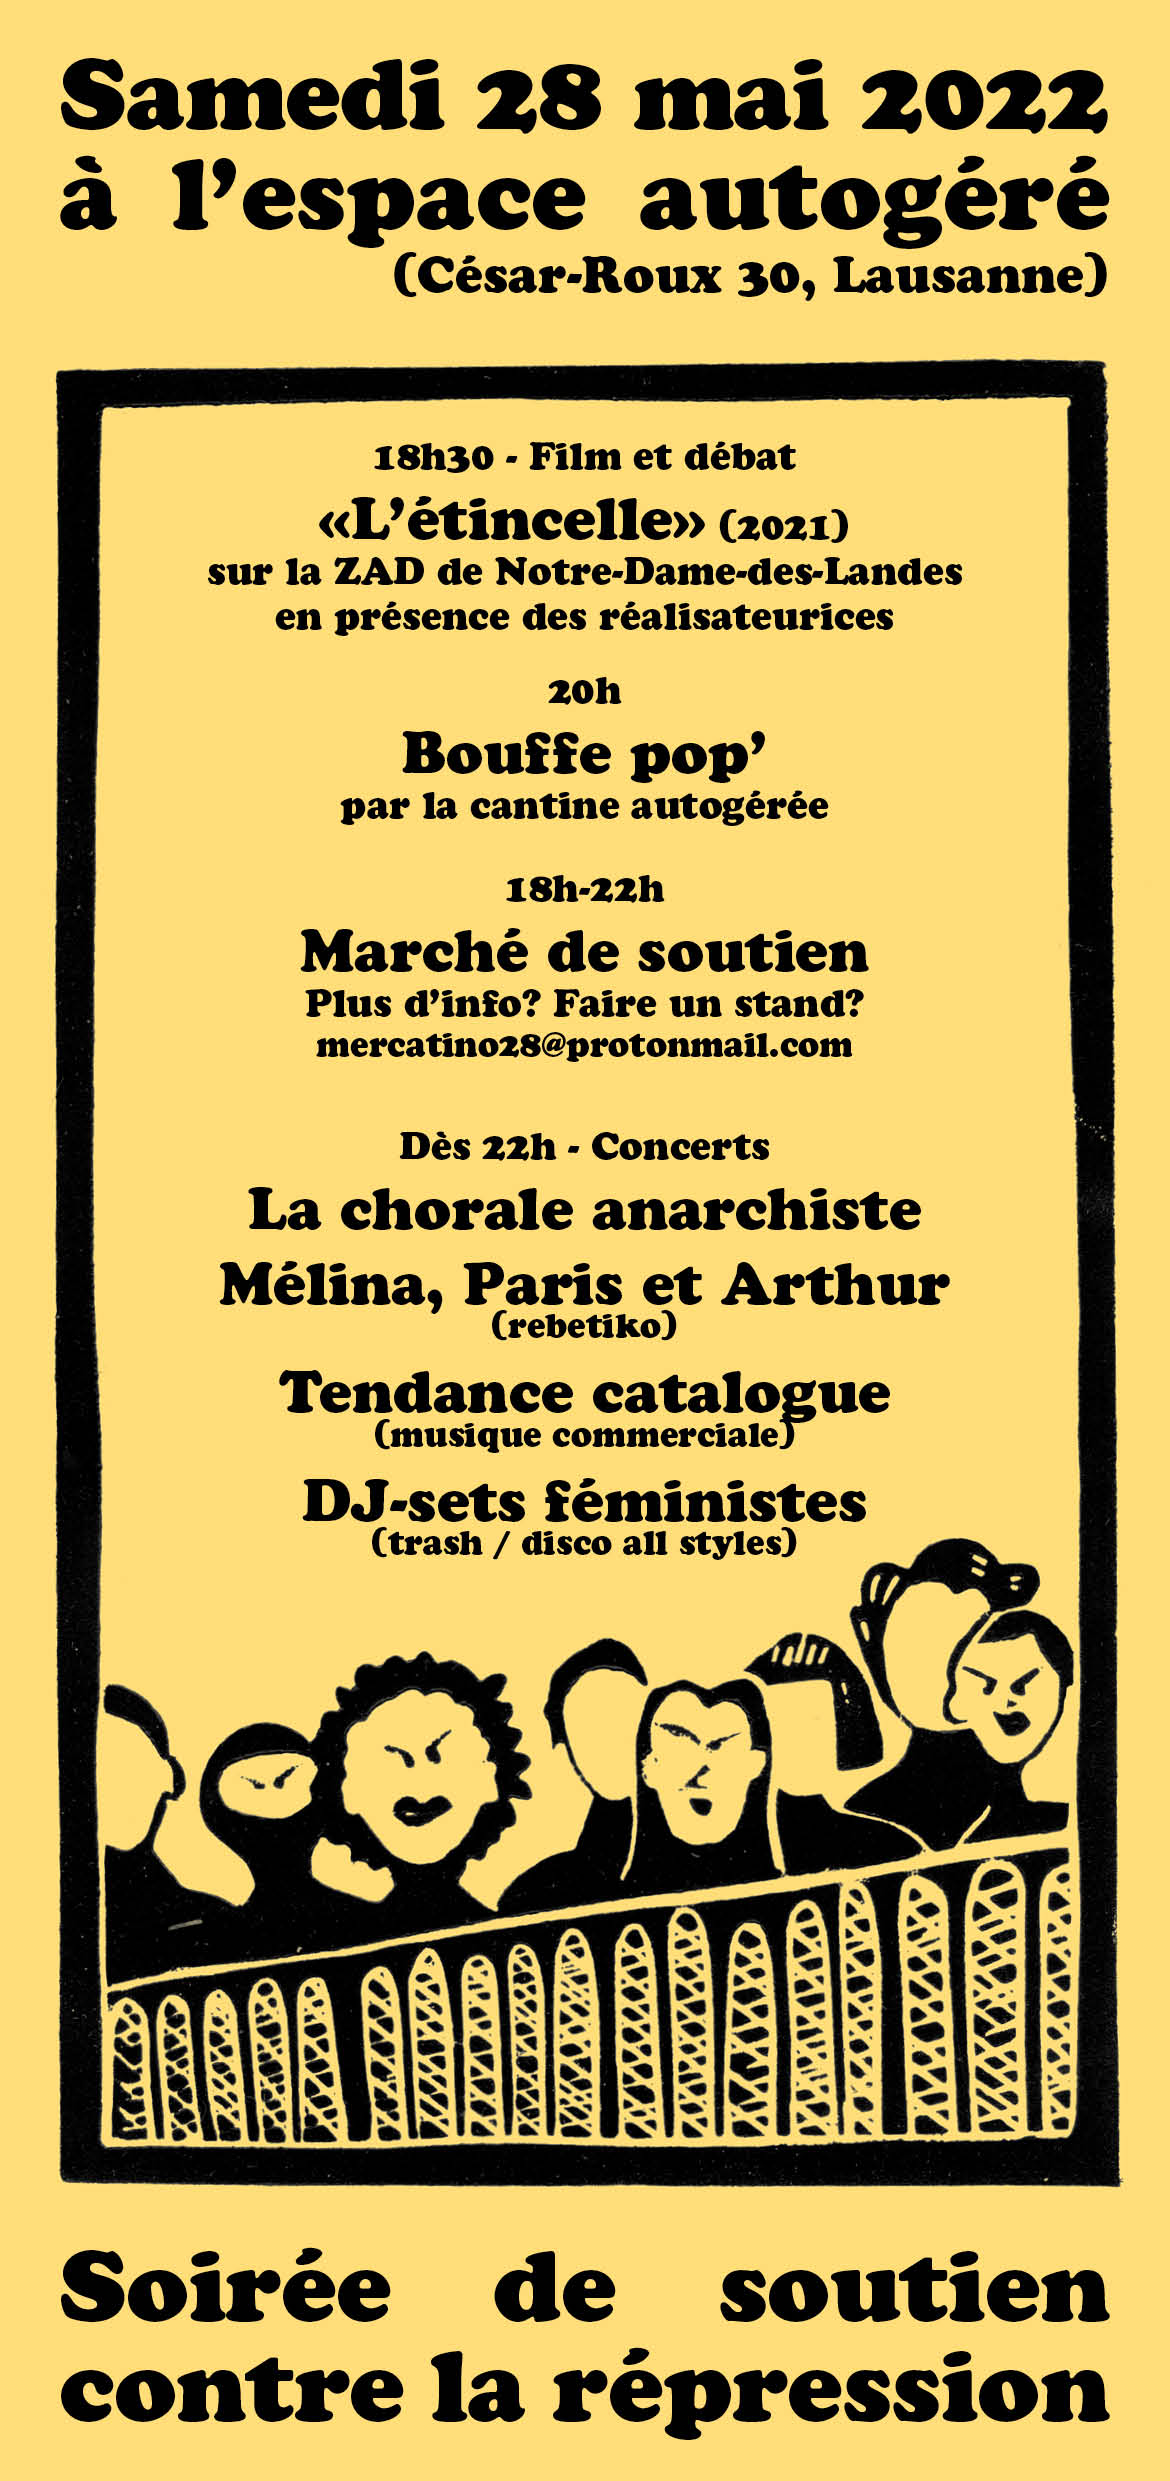 Samedi 28 mai 2022
à l’espace autogéré
(César-Roux 30, Lausanne)
18h30 - Film et débat
«L’étincelle» (2021)
sur la ZAD de Notre-Dame-des-Landes
en présence des réalisateurices
20h
Bouffe pop’
par la cantine autogérée
18h-22h
Marché de soutien
Plus d’info? Faire un stand?
mercatino28@protonmail.com
Dès 22h - Concerts
La chorale anarchiste
Mélina, Paris et Arthur
(rebetiko)
Tendance catalogue
(musique commerciale)
DJ-sets féministes
(trash / disco all styles)
Soirée de soutien
contre la répression